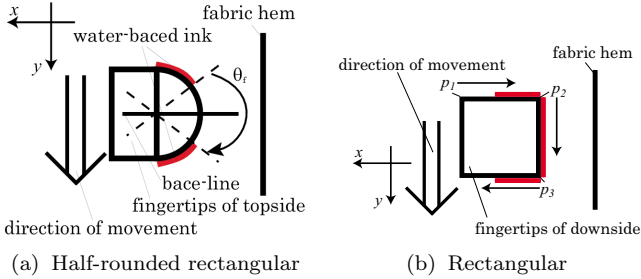 fabric hem
x
water-baced ink
y
θf
bace-line
fingertips of topside
direction of movement
(a) Half-rounded rectangular
fabric hem
direction of movement
p1
p2
x
y
p3
fingertips of downside
(b) Rectangular